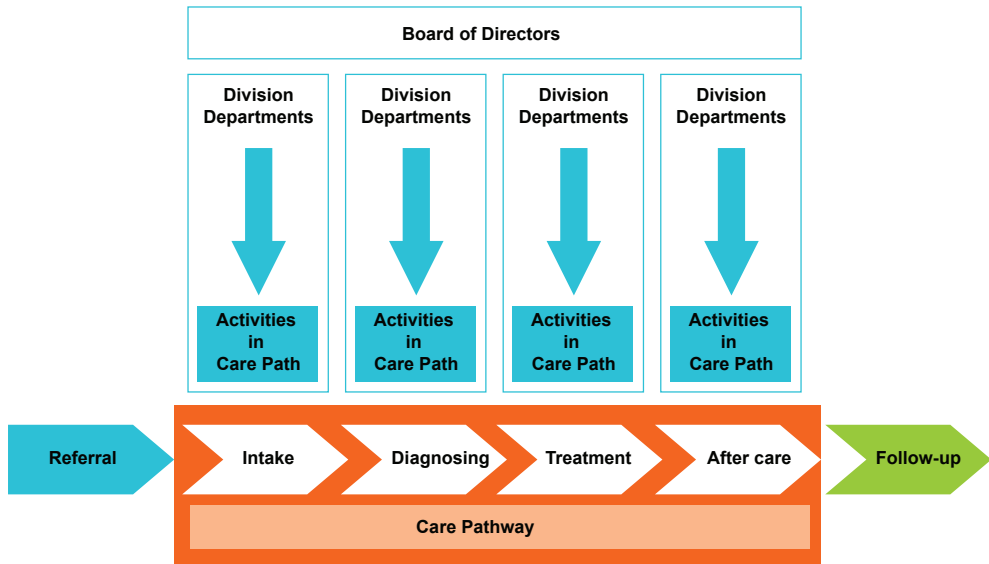 Board of Directors
Division
Departments
Division
Departments
Division
Departments
Division
Departments
Activities
in
Care Path
Activities
in
Care Path
Activities
in
Care Path
Activities
in
Care Path
Referral
Intake
Diagnosing
Treatment
After care
Follow-up
Care Pathway